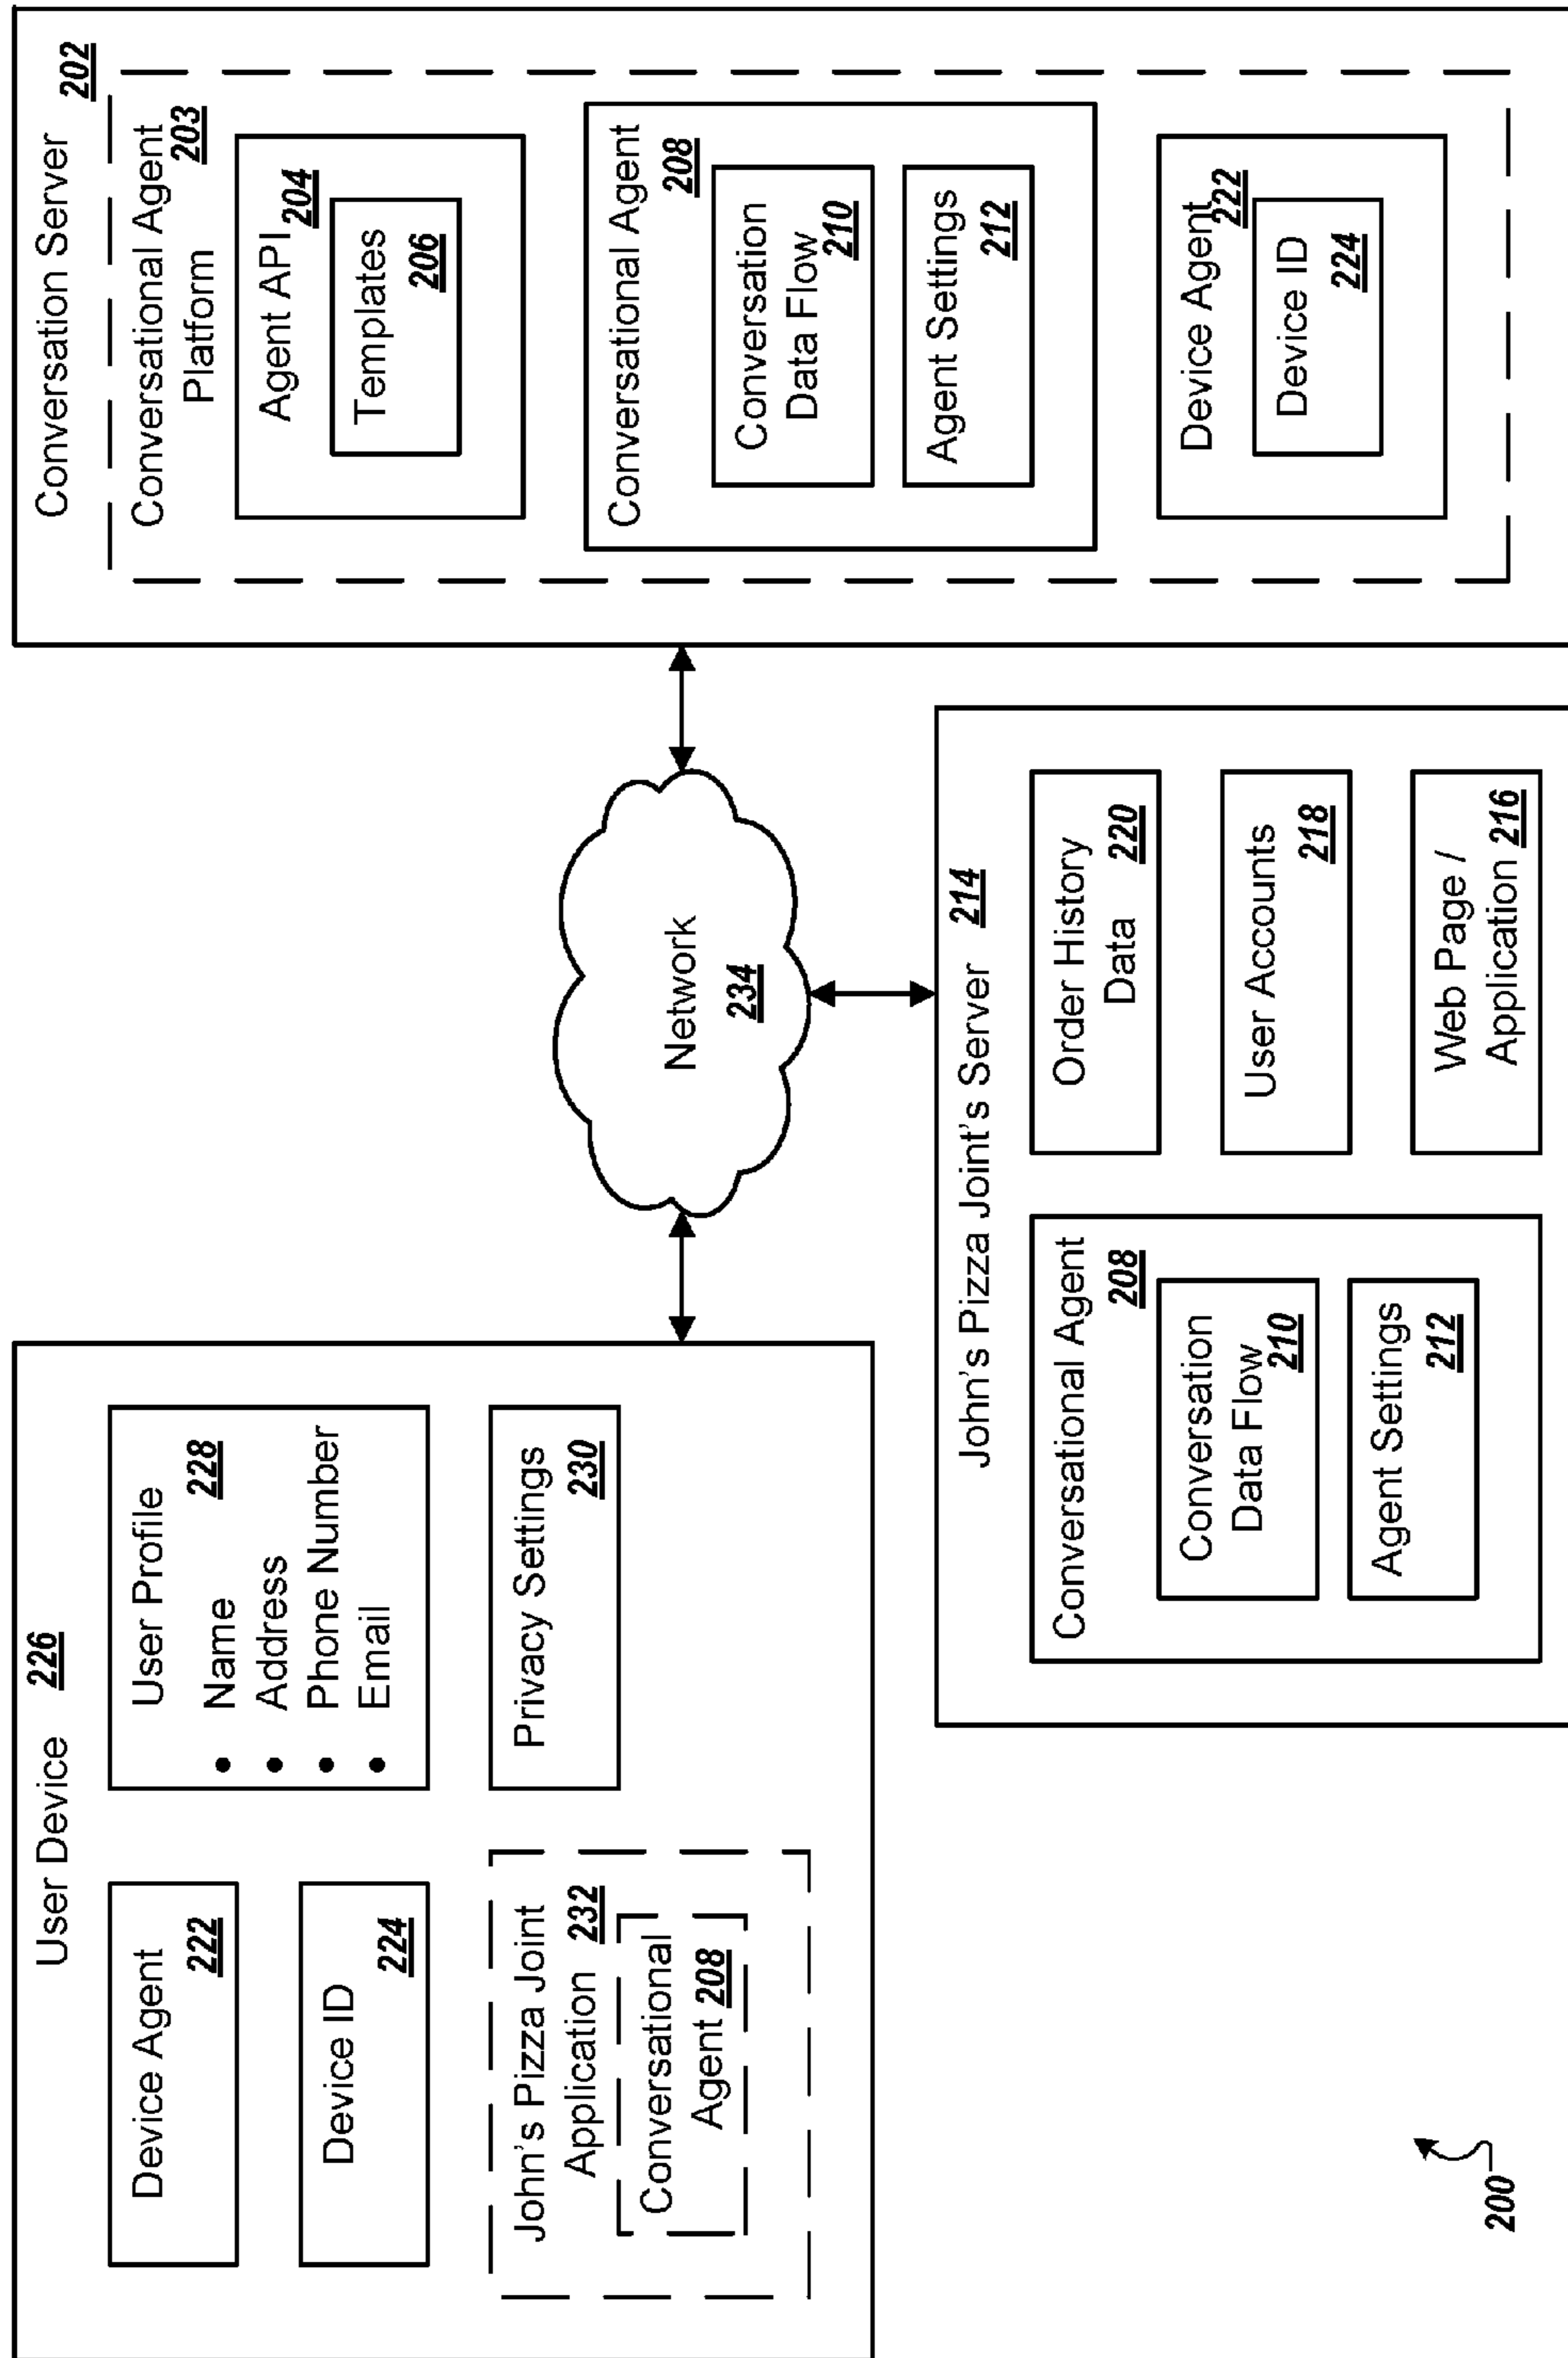 User Device 226
Device Agent
222
Device ID
224
John's Pizza Joint
Application 232
Conversational
Agent 208
User Profile
228
• Name
• Address
• Phone Number
• Email
Privacy Settings
230
Network
234
John's Pizza Joint's Server 214
Conversational Agent
208
Conversation
Data Flow
210
Agent Settings
212
Order History
Data 220
User Accounts
218
Web Page /
Application 216
Conversation Server
202
Conversational Agent
Platform 203
Agent API
204
Templates
206
Conversational Agent
208
Conversation
Data Flow
210
Agent Settings
212
Device Agent
222
Device ID
224
200